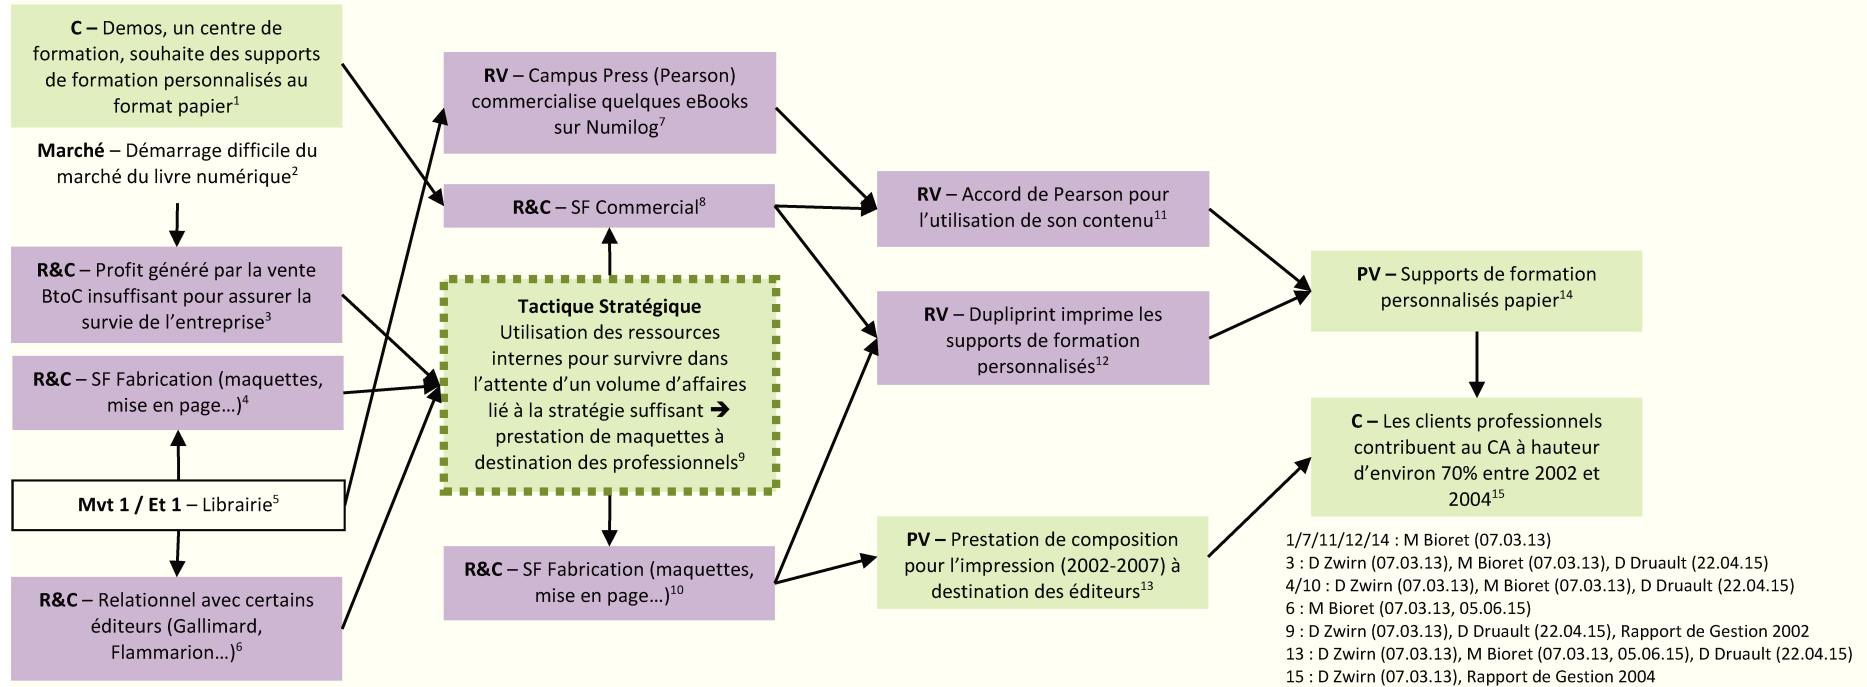 C – Demos, un centre de
formation, souhaite des supports
de formation personnalisés au
format papier1
Marché – Démarrage difficile du
marché du livre numérique2
R&C – Profit généré par la vente
BtoC insuffisant pour assurer la
survie de l’entreprise3
R&C – SF Fabrication (maquettes,
mise en page…)4
Mvt 1 / Et 1 – Librairie5
R&C – Relationnel avec certains
éditeurs (Gallimard,
Flammarion…)6
RV – Campus Press (Pearson)
commercialise quelques eBooks
sur Numilog7
R&C – SF Commercial8
Tactique Stratégique
Utilisation des ressources
internes pour survivre dans
l’attente d’un volume d’affaires
lié à la stratégie suffisant ➔
prestation de maquettes à
destination des professionnels9
R&C – SF Fabrication (maquettes,
mise en page…)10
RV – Accord de Pearson pour
l’utilisation de son contenu11
RV – Dupliprint imprime les
supports de formation
personnalisés12
PV – Prestation de composition
pour l’impression (2002-2007) à
destination des éditeurs13
PV – Supports de formation
personnalisés papier14
C – Les clients professionnels
contribuent au CA à hauteur
d’environ 70% entre 2002 et
200415
1/7/11/12/14 : M Bioret (07.03.13)
3 : D Zwirn (07.03.13), M Bioret (07.03.13), D Druault (22.04.15)
4/10 : D Zwirn (07.03.13), M Bioret (07.03.13), D Druault (22.04.15)
6 : M Bioret (07.03.13, 05.06.15)
9 : D Zwirn (07.03.13), D Druault (22.04.15), Rapport de Gestion 2002
13 : D Zwirn (07.03.13), M Bioret (07.03.13, 05.06.15), D Druault (22.04.15)
15 : D Zwirn (07.03.13), Rapport de Gestion 2004